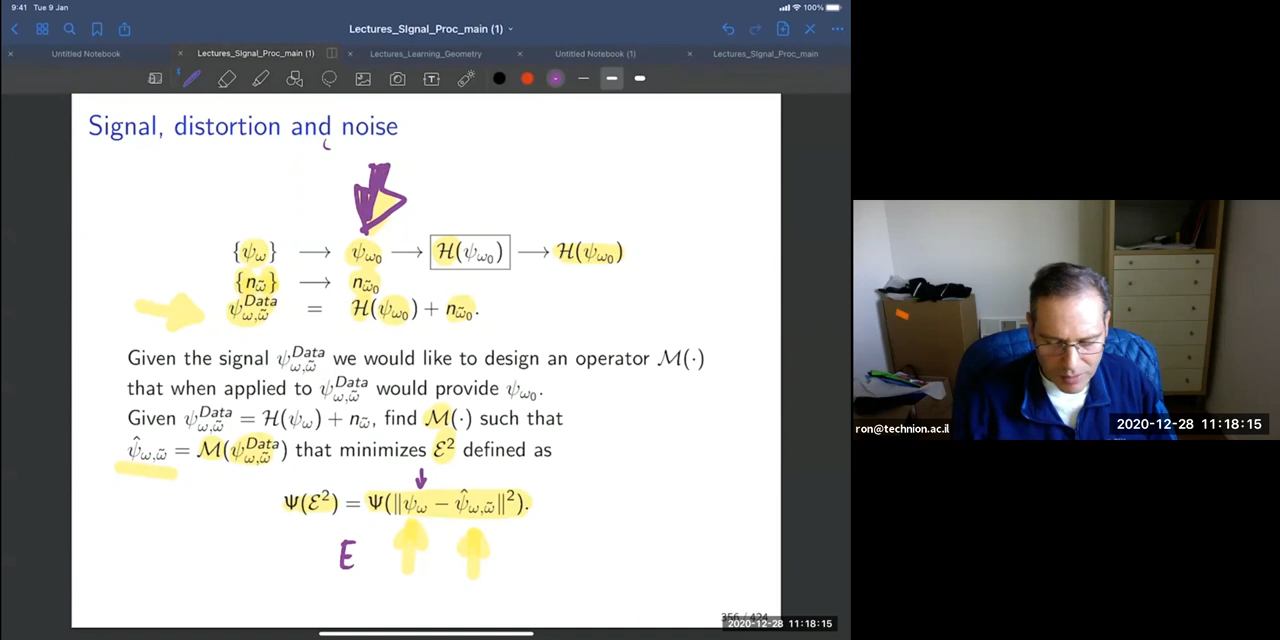 9:41 Tue 9 Jan
100%
Lectures_SIgnal_Proc_main (1)
Untitled Notebook
Lectures_SIgnal_Proc_main (1)
Lectures_Learning_Geometry
Untitled Notebook (1)
Lectures_SIgnal_Proc_main
Signal, distortion and noise
{ψ_ω} → ψ_ω₀ → H(ψ_ω₀) → H(ψ_ω₀)
{n_ω̃} → n_ω̃₀
ψ^Data_ω,ω̃ = H(ψ_ω₀) + n_ω̃₀.
Given the signal ψ^Data_ω,ω̃ we would like to design an operator M(·)
that when applied to ψ^Data_ω,ω̃ would provide ψ_ω₀.
Given ψ^Data_ω,ω̃ = H(ψ_ω) + n_ω̃, find M(·) such that
ψ̂_ω,ω̃ = M(ψ^Data_ω,ω̃) that minimizes ℰ² defined as
Ψ(ℰ²) = Ψ(‖ψ_ω − ψ̂_ω,ω̃‖²).
E
356 / 424
2020-12-28 11:18:15
ron@technion.ac.il
2020-12-28 11:18:15